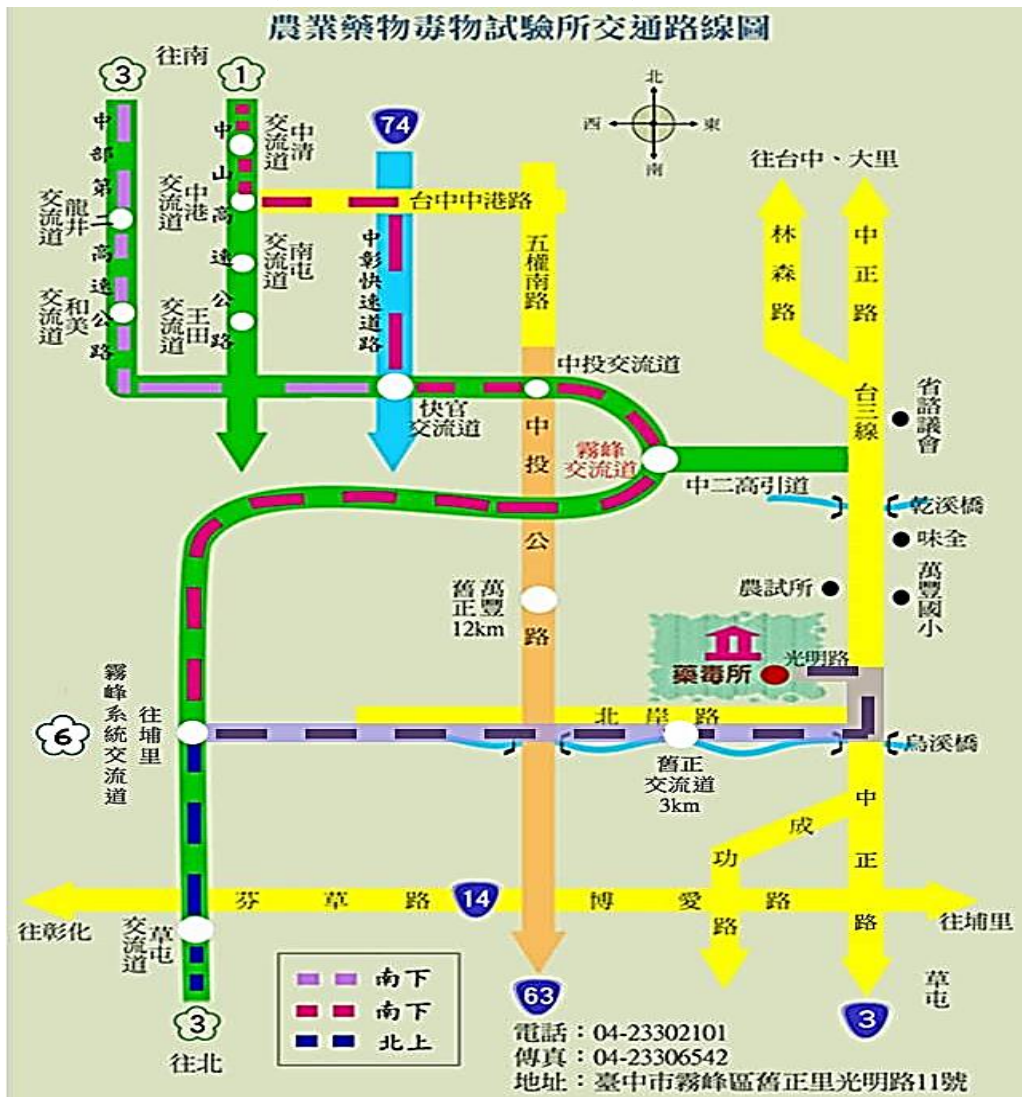 農業藥物毒物試驗所交通路線圖
往南
3
1
74
北
西
東
南
往台中、大里
中部第二高速公路
中山高速公路
中清
交流道
中港
交流道
龍井
交流道
南屯
交流道
和美
交流道
王田
交流道
台中中港路
中彰快速道路
五權南路
林森路
中正路
台三線
中投交流道
快官
交流道
霧峰
交流道
中二高引道
省諮議會
乾溪橋
味全
農試所
萬豐國小
中投公路
萬豐
舊正
12km
藥毒所
光明路
6
霧峰系統交流道
往埔里
北岸路
舊正
交流道
3km
烏溪橋
中正路
成功路
芬草路
14
博愛路
往彰化
往埔里
草屯
交流道
南下
南下
北上
3
往北
63
3
草屯
電話：04-23302101
傳真：04-23306542
地址：臺中市霧峰區舊正里光明路11號